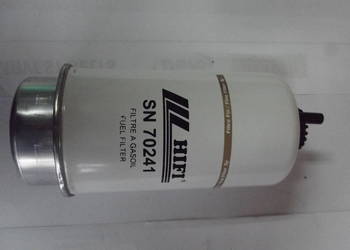 HIFI
SN 70241
FILTRE A GASOIL
FUEL FILTER